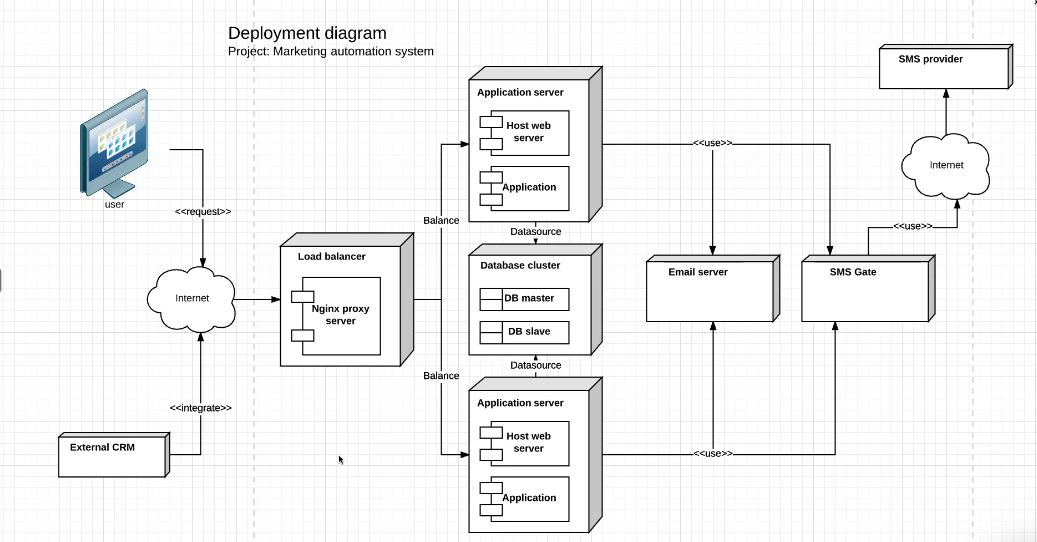 Deployment diagram
Project: Marketing automation system
SMS provider
Application server
Host web
server
Application
<<use>>
Internet
user
<<request>>
Balance
Datasource
<<use>>
Load balancer
Database cluster
Email server
SMS Gate
Internet
Nginx proxy
server
DB master
DB slave
Datasource
Balance
<<integrate>>
Application server
External CRM
Host web
server
<<use>>
Application